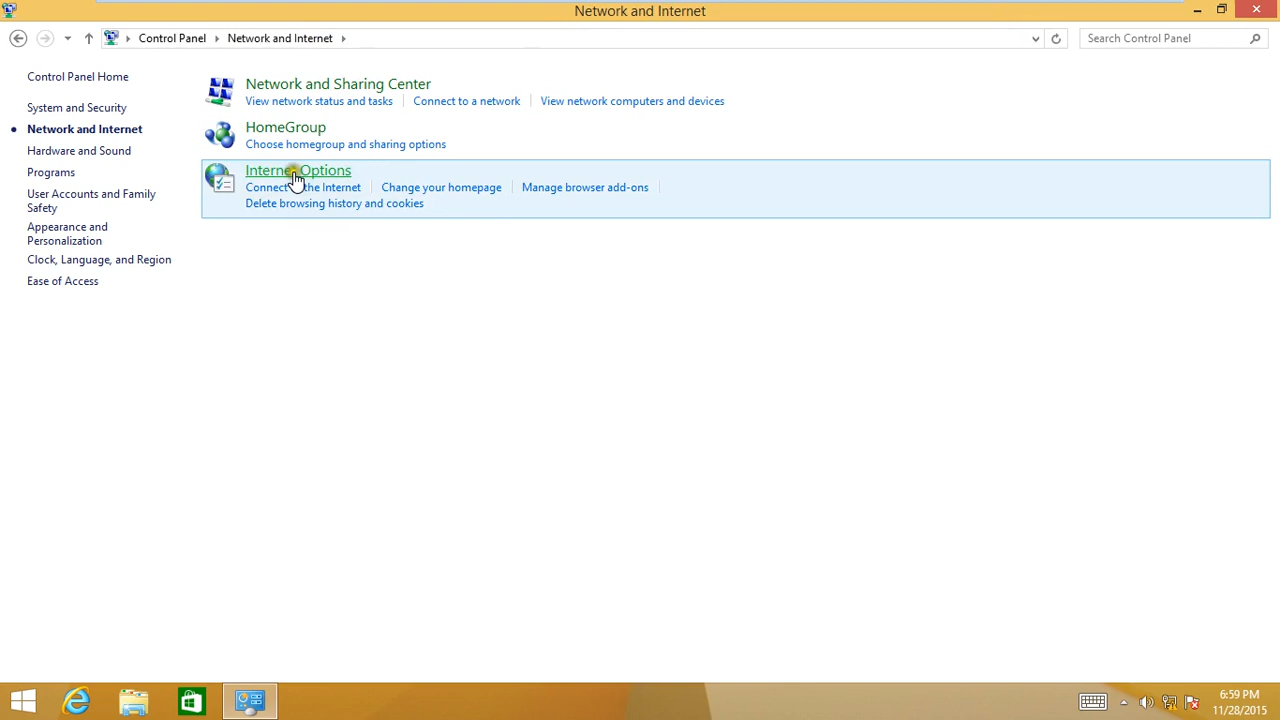 Network and Internet
Control Panel Network and Internet
Search Control Panel
Control Panel Home
System and Security
Network and Internet
Hardware and Sound
Programs
User Accounts and Family
Safety
Appearance and
Personalization
Clock, Language, and Region
Ease of Access
Network and Sharing Center
View network status and tasks Connect to a network View network computers and devices
HomeGroup
Choose homegroup and sharing options
Internet Options
Connect the Internet Change your homepage Manage browser add-ons
Delete browsing history and cookies
6:59 PM
11/28/2015